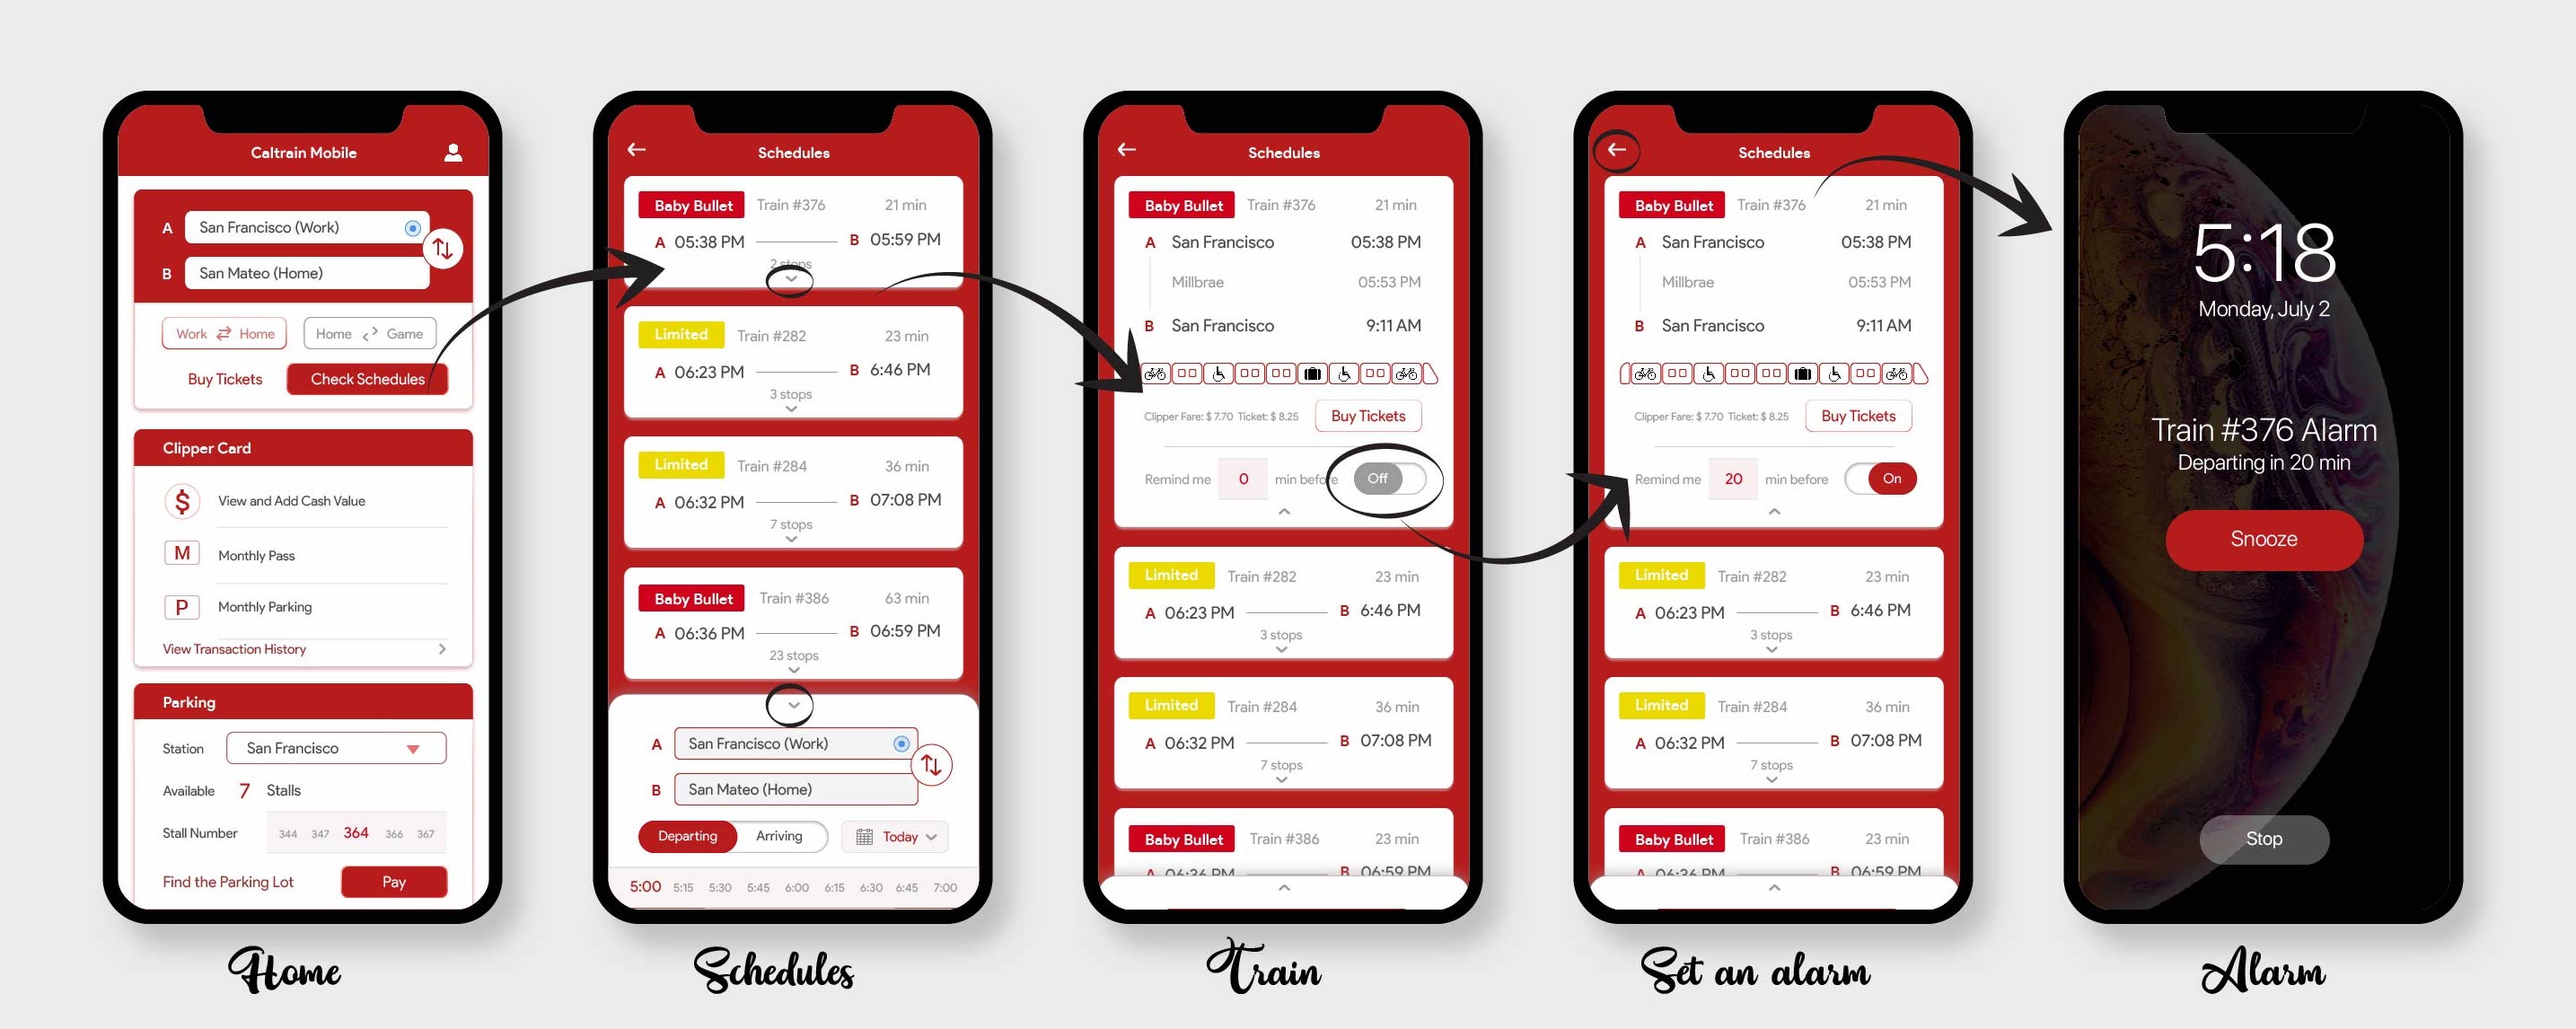 Caltrain Mobile
A San Francisco (Work)
B San Mateo (Home)
Work Home Home Game
Buy Tickets Check Schedules
Clipper Card
$ View and Add Cash Value
M Monthly Pass
P Monthly Parking
View Transaction History
Parking
Station San Francisco
Available 7 Stalls
Stall Number 344 347 364 366 367
Find the Parking Lot Pay
Home
Schedules
Baby Bullet Train #376 21 min
A 05:38 PM B 05:59 PM
2 stops
Limited Train #282 23 min
A 06:23 PM B 6:46 PM
3 stops
Limited Train #284 36 min
A 06:32 PM B 07:08 PM
7 stops
Baby Bullet Train #386 63 min
A 06:36 PM B 06:59 PM
23 stops
A San Francisco (Work)
B San Mateo (Home)
Departing Arriving Today
5:00 5:15 5:30 5:45 6:00 6:15 6:30 6:45 7:00
Schedules
Schedules
Baby Bullet Train #376 21 min
A San Francisco 05:38 PM
Millbrae 05:53 PM
B San Francisco 9:11 AM
Clipper Fare: $ 7.70 Ticket: $ 8.25 Buy Tickets
Remind me 0 min before Off
Limited Train #282 23 min
A 06:23 PM B 6:46 PM
3 stops
Limited Train #284 36 min
A 06:32 PM B 07:08 PM
7 stops
Baby Bullet Train #386 23 min
A 06:36 PM B 06:59 PM
Train
Schedules
Baby Bullet Train #376 21 min
A San Francisco 05:38 PM
Millbrae 05:53 PM
B San Francisco 9:11 AM
Clipper Fare: $ 7.70 Ticket: $ 8.25 Buy Tickets
Remind me 20 min before On
Limited Train #282 23 min
A 06:23 PM B 6:46 PM
3 stops
Limited Train #284 36 min
A 06:32 PM B 07:08 PM
7 stops
Baby Bullet Train #386 23 min
A 06:36 PM B 06:59 PM
Set an alarm
5:18
Monday, July 2
Train #376 Alarm
Departing in 20 min
Snooze
Stop
Alarm